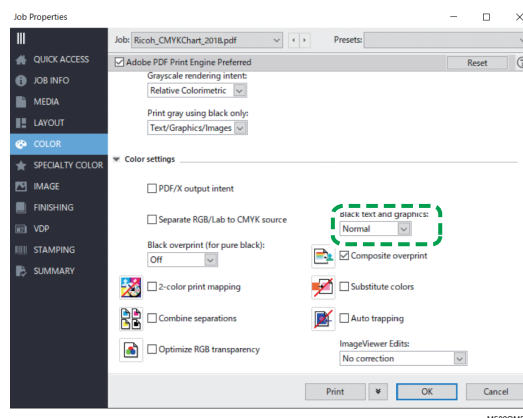 Job Properties
Job: Ricoh_CMYKChart_2018.pdf Presets:
QUICK ACCESS
JOB INFO
MEDIA
LAYOUT
COLOR
SPECIALTY COLOR
IMAGE
FINISHING
VDP
STAMPING
SUMMARY
Adobe PDF Print Engine Preferred Reset
Grayscale rendering intent:
Relative Colorimetric
Print gray using black only:
Text/Graphics/Images
Color settings
PDF/X output intent
Separate RGB/Lab to CMYK source
Black text and graphics:
Normal
Black overprint (for pure black):
Off
Composite overprint
2-color print mapping
Substitute colors
Combine separations
Auto trapping
Optimize RGB transparency
ImageViewer Edits:
No correction
Print OK Cancel